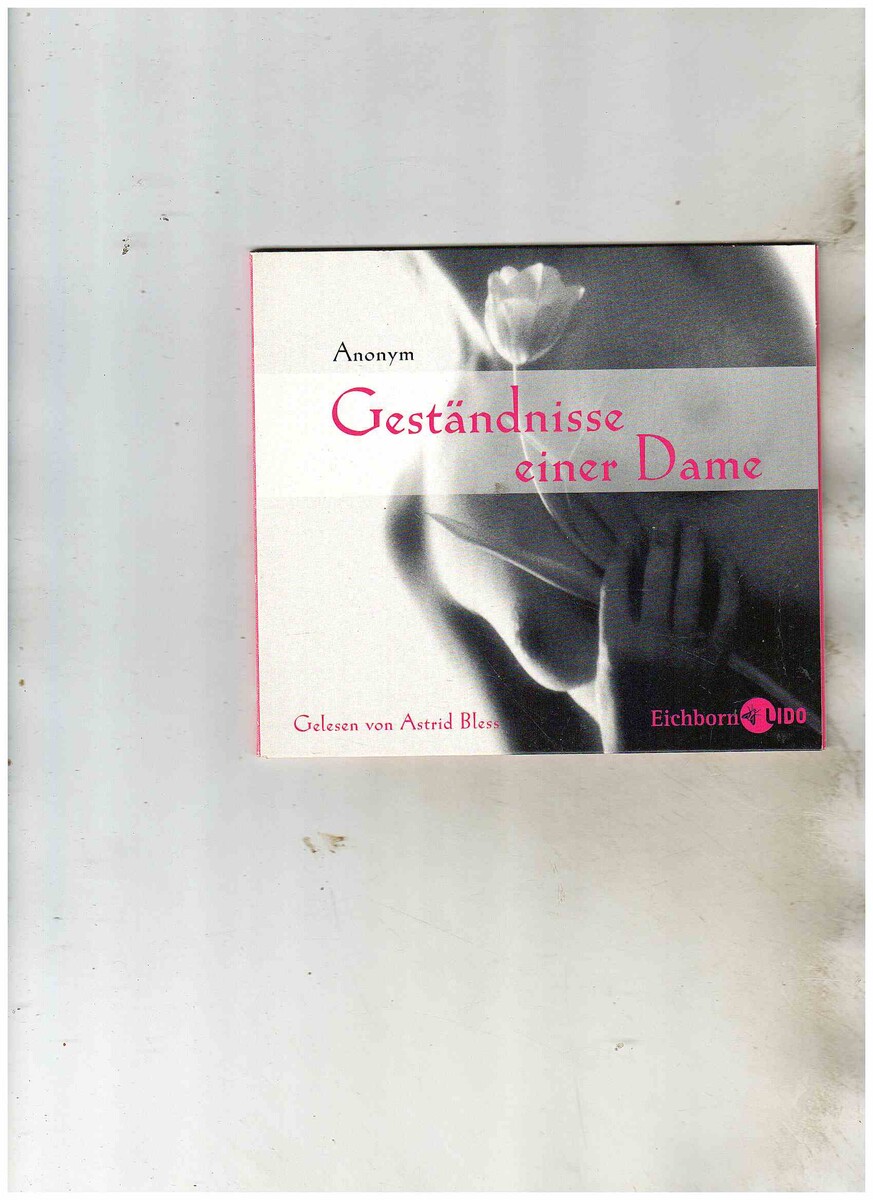 Anonym
Geständnisse
einer Dame
Gelesen von Astrid Bless
Eichborn LIDO